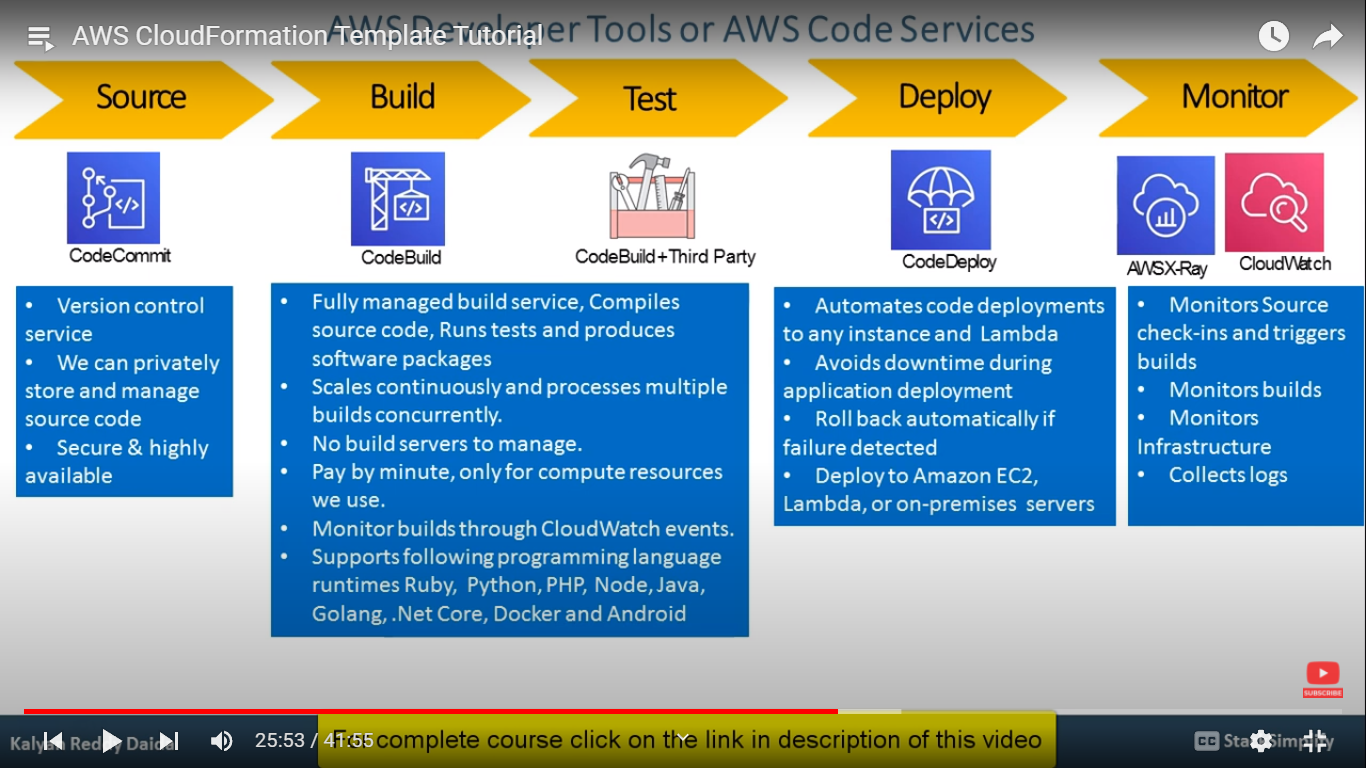 AWS Developer Tools or AWS Code Services
AWS CloudFormation Template Tutorial
Source
Build
Test
Deploy
Monitor
CodeCommit
CodeBuild
CodeBuild+Third Party
CodeDeploy
AWSX-Ray
CloudWatch
• Version control
service
• We can privately
store and manage
source code
• Secure & highly
available
• Fully managed build service, Compiles
source code, Runs tests and produces
software packages
• Scales continuously and processes multiple
builds concurrently.
• No build servers to manage.
• Pay by minute, only for compute resources
we use.
• Monitor builds through CloudWatch events.
• Supports following programming language
runtimes Ruby, Python, PHP, Node, Java,
Golang, .Net Core, Docker and Android
• Automates code deployments
to any instance and Lambda
• Avoids downtime during
application deployment
• Roll back automatically if
failure detected
• Deploy to Amazon EC2,
Lambda, or on-premises servers
• Monitors Source
check-ins and triggers
builds
• Monitors builds
• Monitors
Infrastructure
• Collects logs
SUBSCRIBE
Kalyan Reddy Daida
25:53 / 41:55
For complete course click on the link in description of this video
CC